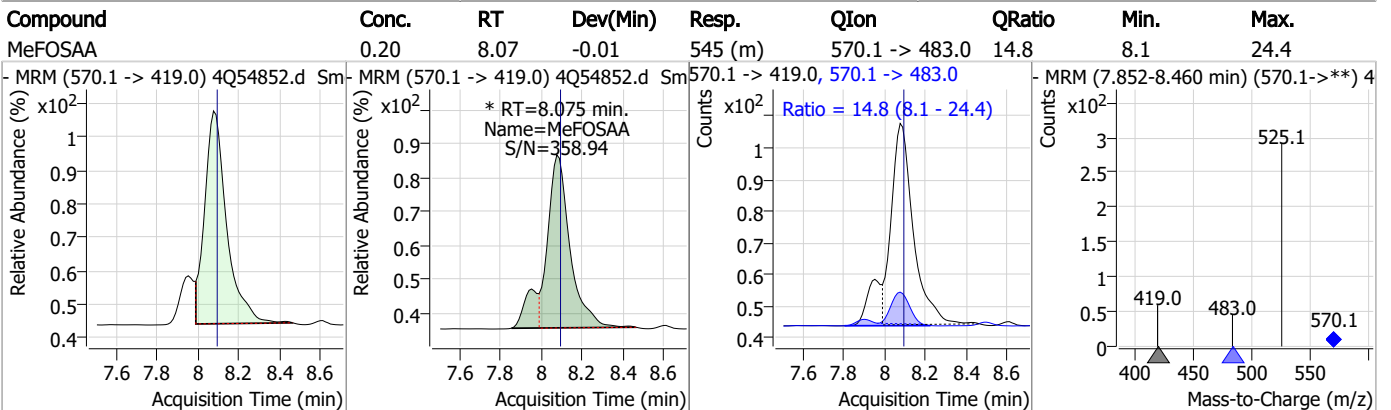 Compound Conc. RT Dev(Min) Resp. QIon QRatio Min. Max.
MeFOSAA 0.20 8.07 -0.01 545 (m) 570.1 -> 483.0 14.8 8.1 24.4
- MRM (570.1 -> 419.0) 4Q54852.d Sm
Relative Abundance (%)
x10²
1
0.9
0.8
0.7
0.6
0.5
0.4
7.6 7.8 8 8.2 8.4 8.6
Acquisition Time (min)
- MRM (570.1 -> 419.0) 4Q54852.d Sm
Relative Abundance (%)
x10²
* RT=8.075 min.
Name=MeFOSAA
S/N=358.94
0.9
0.8
0.7
0.6
0.5
0.4
7.6 7.8 8 8.2 8.4 8.6
Acquisition Time (min)
570.1 -> 419.0, 570.1 -> 483.0
Counts
x10²
Ratio = 14.8 (8.1 - 24.4)
1
0.9
0.8
0.7
0.6
0.5
0.4
7.6 7.8 8 8.2 8.4 8.6
Acquisition Time (min)
- MRM (7.852-8.460 min) (570.1->**) 4
Counts
x10²
3
2.5
2
1.5
1
0.5
0
525.1
419.0
483.0
570.1
400 450 500 550
Mass-to-Charge (m/z)